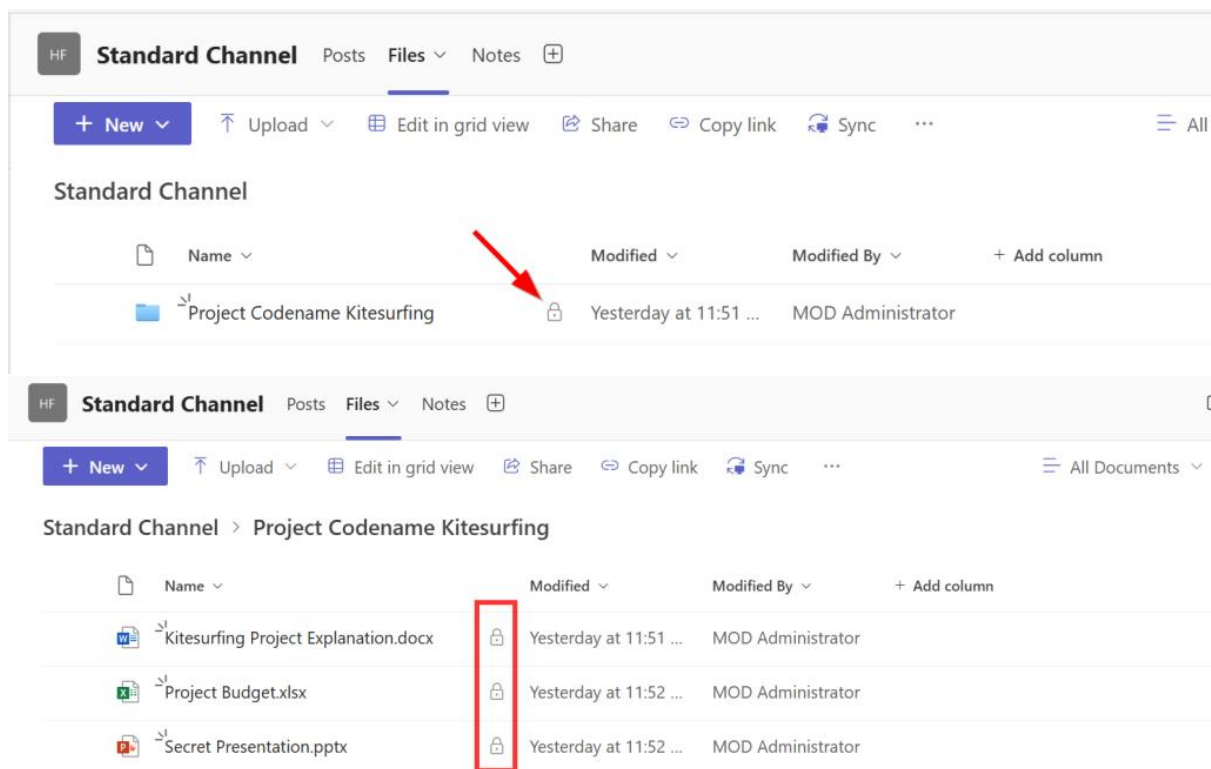 HF Standard Channel Posts Files Notes
+ New Upload Edit in grid view Share Copy link Sync ... All
Standard Channel
Name Modified Modified By + Add column
Project Codename Kitesurfing Yesterday at 11:51 ... MOD Administrator
HF Standard Channel Posts Files Notes
+ New Upload Edit in grid view Share Copy link Sync ... All Documents
Standard Channel > Project Codename Kitesurfing
Name Modified Modified By + Add column
Kitesurfing Project Explanation.docx Yesterday at 11:51 ... MOD Administrator
Project Budget.xlsx Yesterday at 11:52 ... MOD Administrator
Secret Presentation.pptx Yesterday at 11:52 ... MOD Administrator